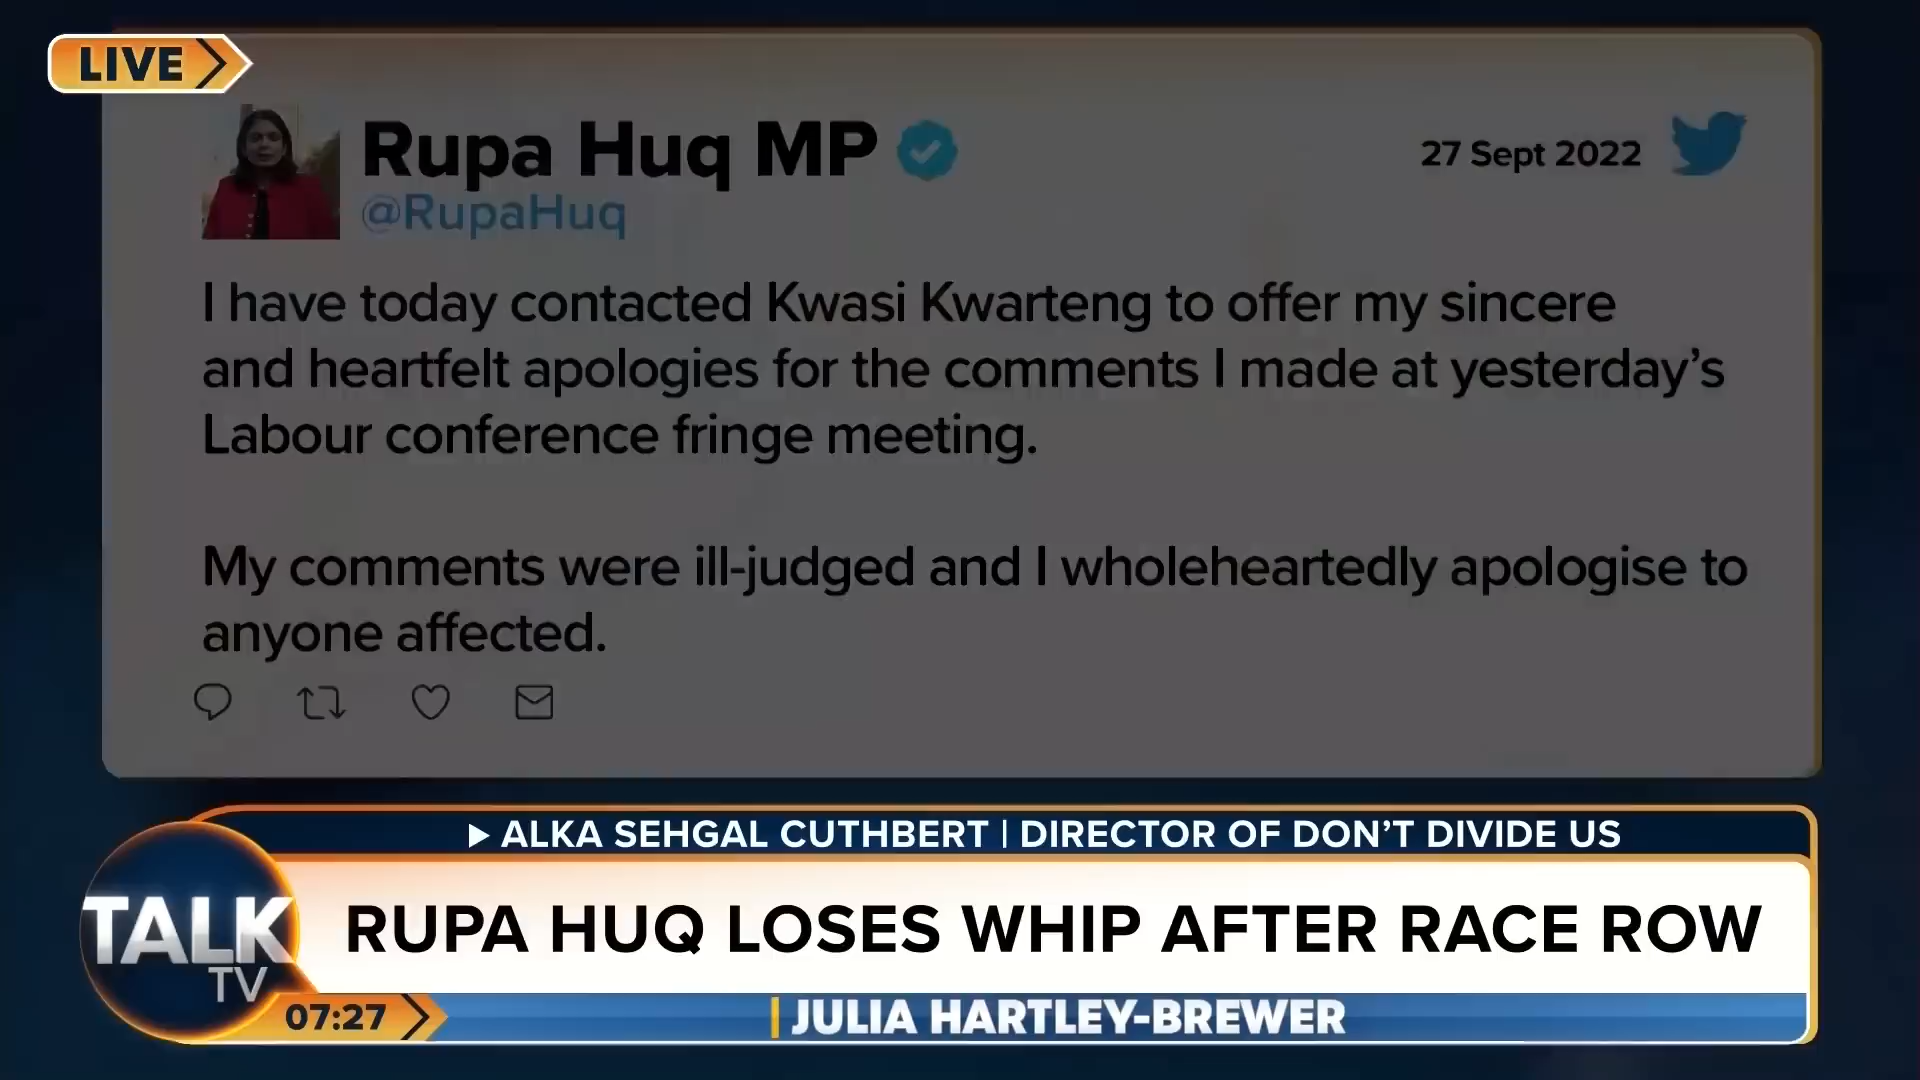 LIVE
Rupa Huq MP
@RupaHuq
27 Sept 2022
I have today contacted Kwasi Kwarteng to offer my sincere
and heartfelt apologies for the comments I made at yesterday’s
Labour conference fringe meeting.
My comments were ill-judged and I wholeheartedly apologise to
anyone affected.
ALKA SEHGAL CUTHBERT | DIRECTOR OF DON’T DIVIDE US
TALK
TV
RUPA HUQ LOSES WHIP AFTER RACE ROW
07:27
JULIA HARTLEY-BREWER